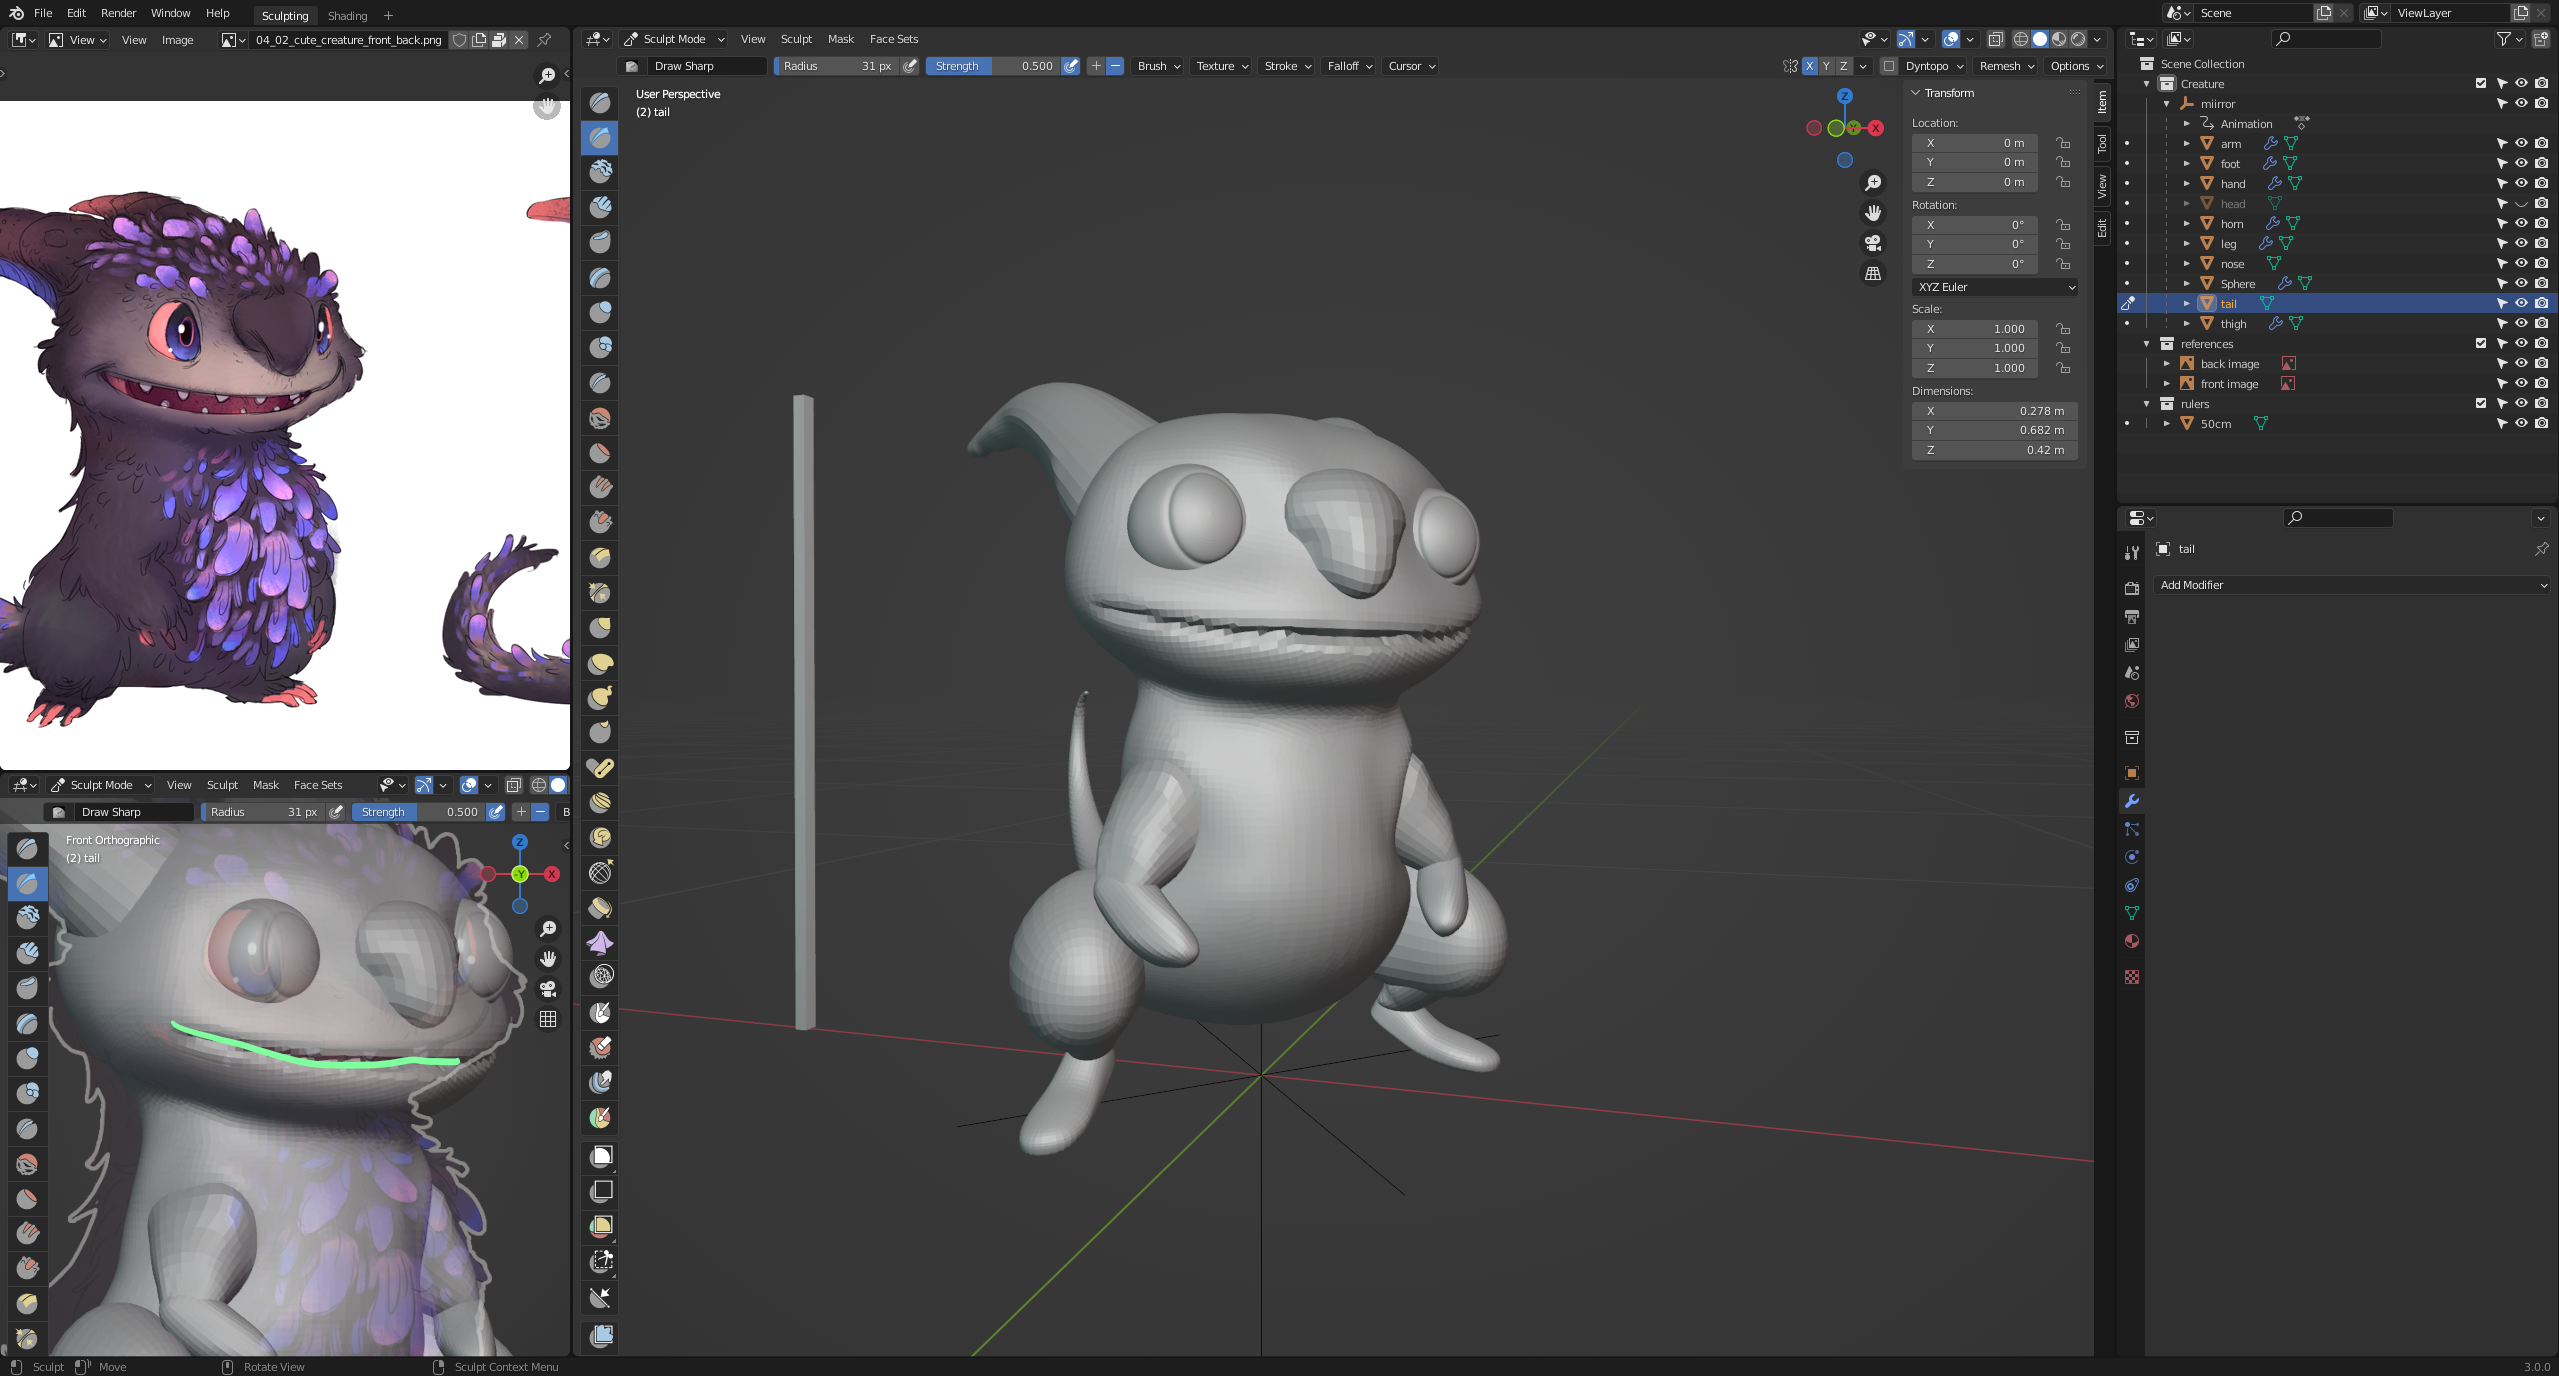 File Edit Render Window Help Sculpting Shading + Scene ViewLayer
View View Image 04_02_cute_creature_front_back.png
Sculpt Mode View Sculpt Mask Face Sets
Draw Sharp Radius 31 px Strength 0.500 Brush Texture Stroke Falloff Cursor X Y Z Dyntopo Remesh Options
User Perspective
(2) tail
Z
Y
X
Transform
Location:
X 0 m
Y 0 m
Z 0 m
Rotation:
X 0°
Y 0°
Z 0°
XYZ Euler
Scale:
X 1.000
Y 1.000
Z 1.000
Dimensions:
X 0.278 m
Y 0.682 m
Z 0.42 m
Item
Tool
View
Edit
Scene Collection
Creature
miirror
Animation
arm
foot
hand
head
horn
leg
nose
Sphere
tail
thigh
references
back image
front image
rulers
50cm
tail
Add Modifier
Sculpt Mode View Sculpt Mask Face Sets
Draw Sharp Radius 31 px Strength 0.500 B
Front Orthographic
(2) tail
Z
-Y
X
Sculpt Move Rotate View Sculpt Context Menu 3.0.0